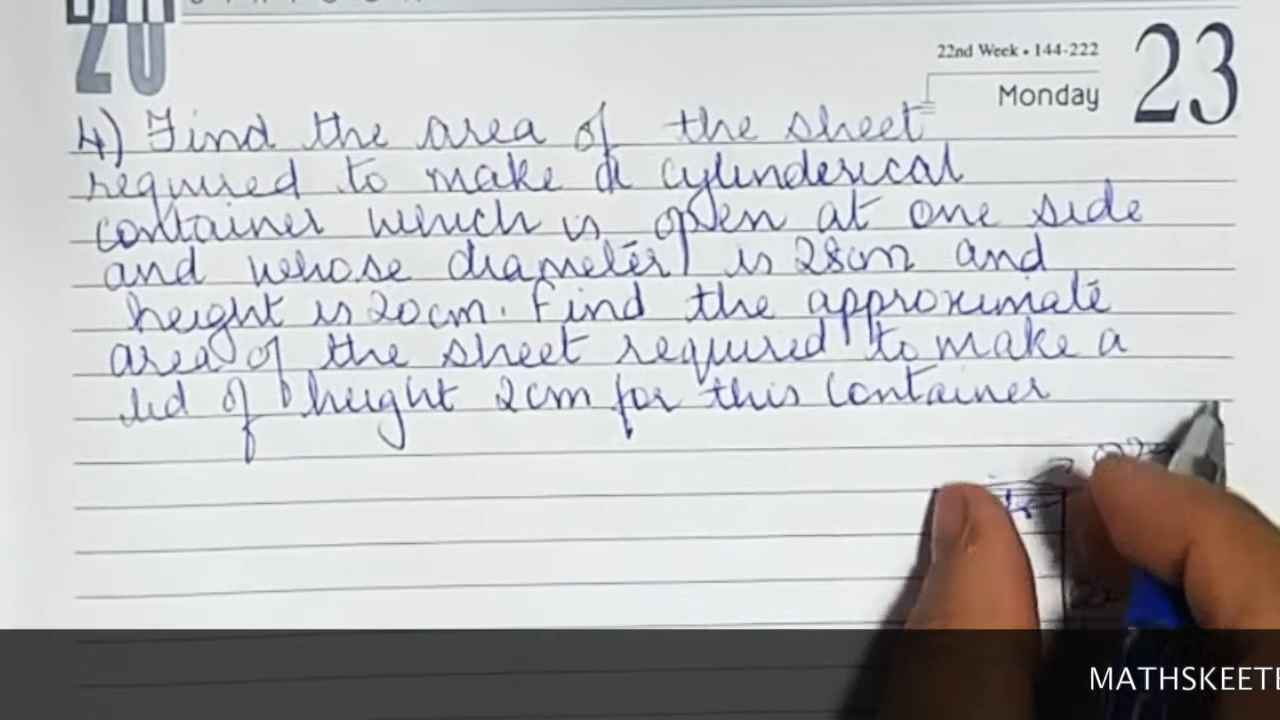 20
22nd Week • 144-222
23
Monday
4) Find the area of the sheet
required to make a cylinderical
container which is open at one side
and whose diameter is 28cm and
height is 20cm. Find the approximate
area of the sheet required to make a
lid of height 2cm for this container
MATHSKEETE